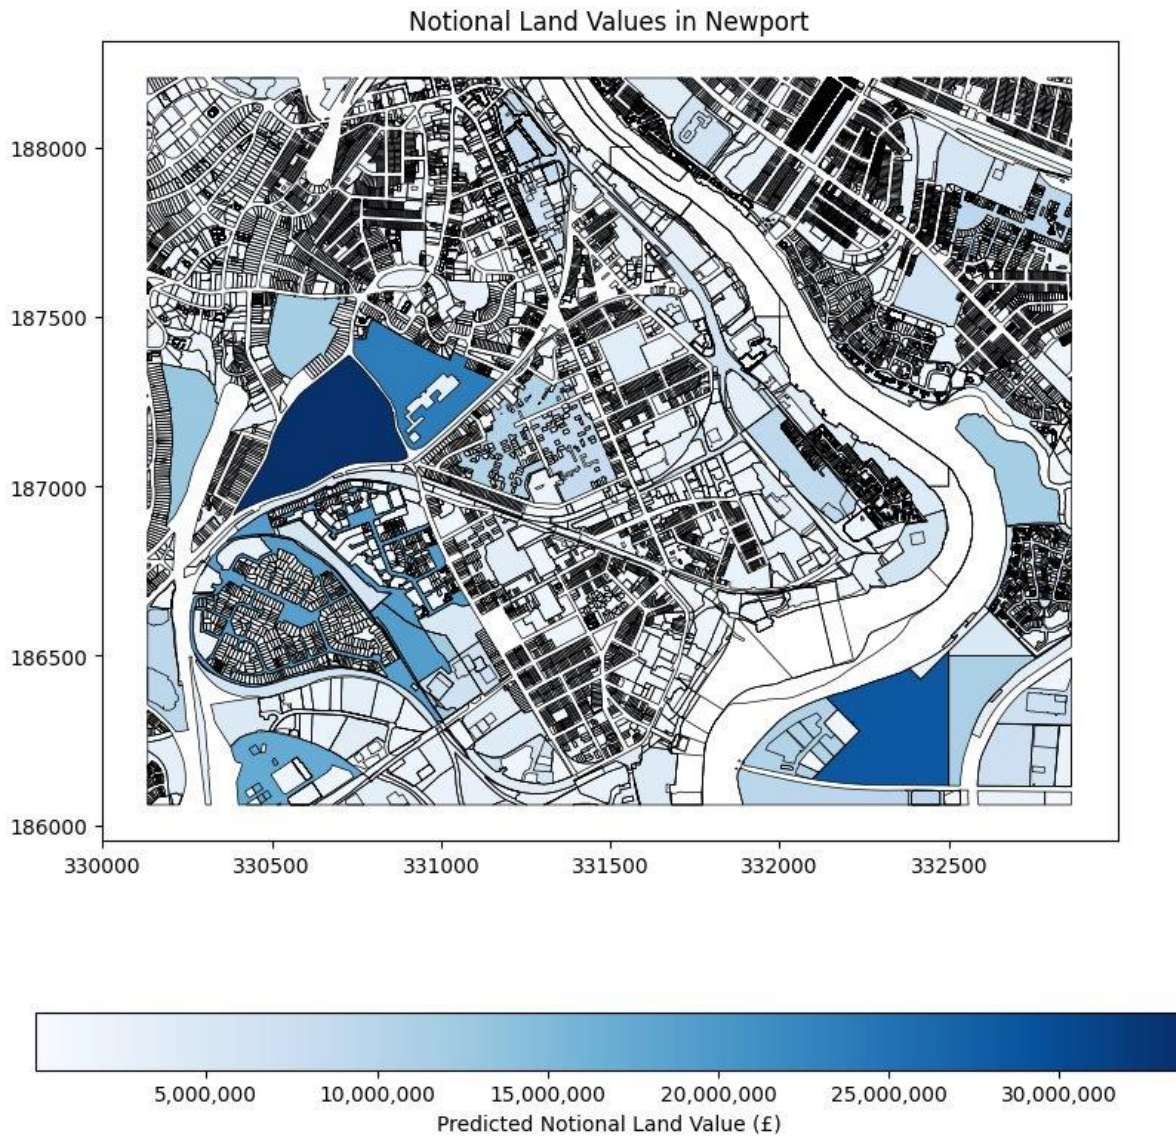 Notional Land Values in Newport
188000
187500
187000
186500
186000
330000 330500 331000 331500 332000 332500
5,000,000 10,000,000 15,000,000 20,000,000 25,000,000 30,000,000
Predicted Notional Land Value (£)